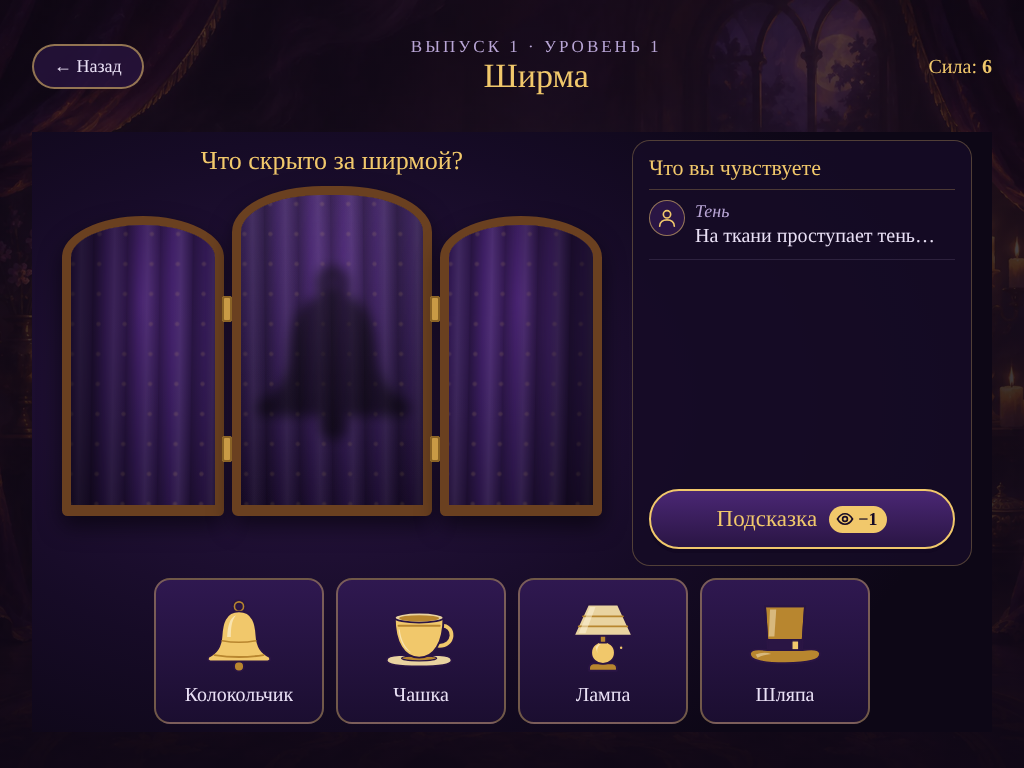 ← Назад
ВЫПУСК 1 · УРОВЕНЬ 1
Ширма
Сила: 6
Что скрыто за ширмой?
Что вы чувствуете
Тень
На ткани проступает тень…
Подсказка −1
Колокольчик
Чашка
Лампа
Шляпа